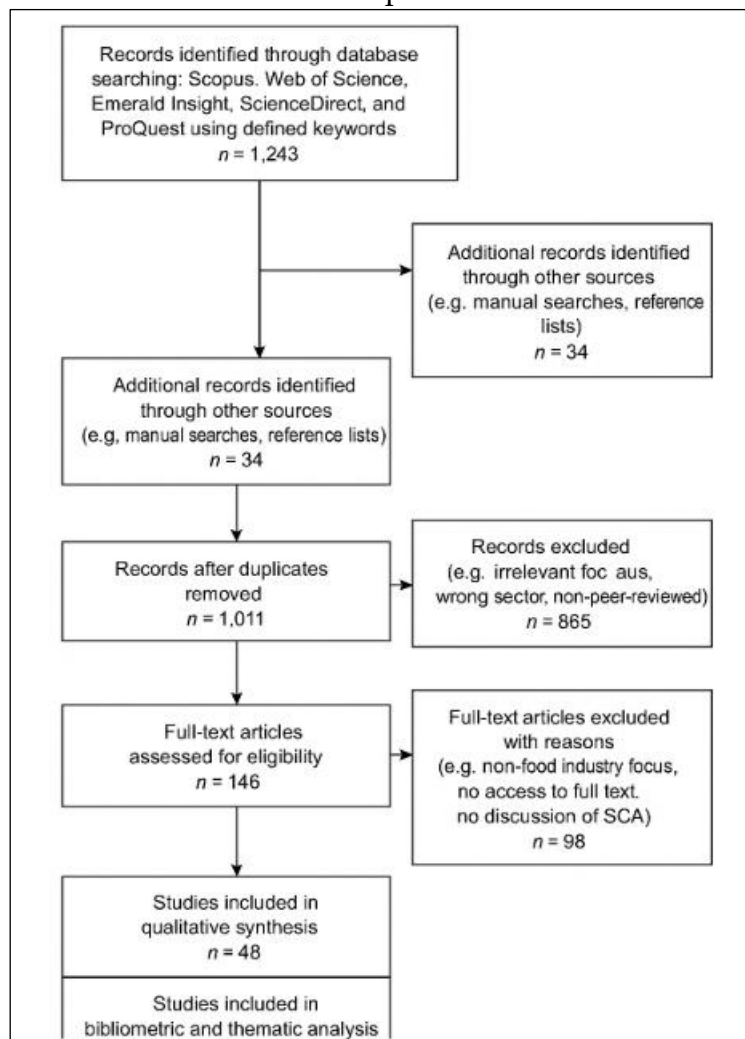 Records identified through database
searching: Scopus. Web of Science,
Emerald Insight, ScienceDirect, and
ProQuest using defined keywords
n = 1,243
Additional records identified
through other sources
(e.g. manual searches, reference
lists)
n = 34
Additional records identified
through other sources
(e.g, manual searches, reference lists)
n = 34
Records after duplicates
removed
n = 1,011
Records excluded
(e.g. irrelevant foc aus,
wrong sector, non-peer-reviewed)
n = 865
Full-text articles
assessed for eligibility
n = 146
Full-text articles excluded
with reasons
(e.g. non-food industry focus,
no access to full text.
no discussion of SCA)
n = 98
Studies included in
qualitative synthesis
n = 48
Studies included in
bibliometric and thematic analysis